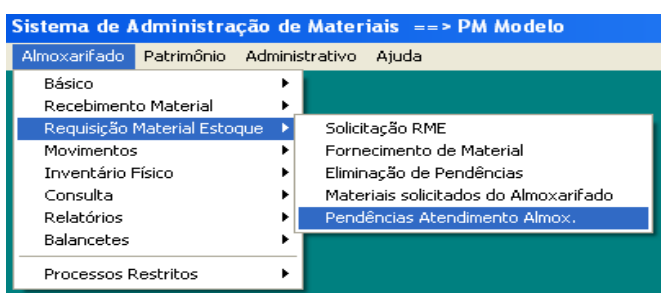 Sistema de Administração de Materiais ==> PM Modelo
Almoxarifado Patrimônio Administrativo Ajuda
Básico
Recebimento Material
Requisição Material Estoque
Movimentos
Inventário Físico
Consulta
Relatórios
Balancetes
Processos Restritos
Solicitação RME
Fornecimento de Material
Eliminação de Pendências
Materiais solicitados do Almoxarifado
Pendências Atendimento Almox.